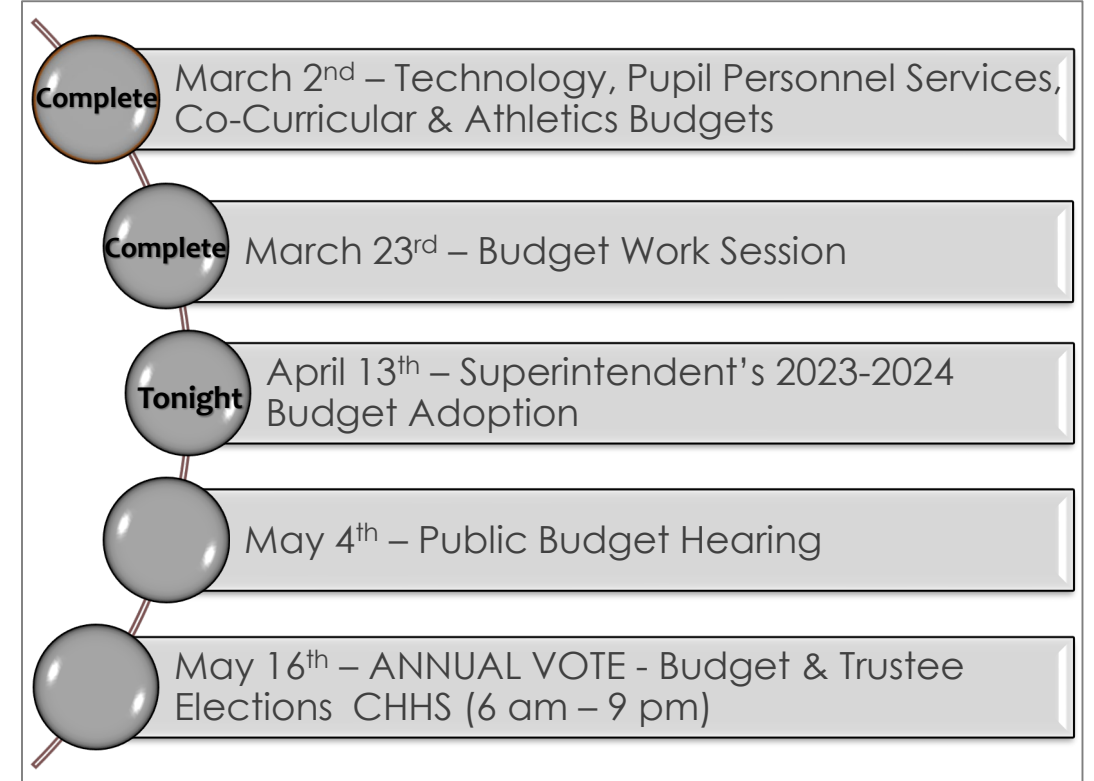 Complete
March 2nd – Technology, Pupil Personnel Services,
Co-Curricular & Athletics Budgets
Complete
March 23rd – Budget Work Session
Tonight
April 13th – Superintendent’s 2023-2024
Budget Adoption
May 4th – Public Budget Hearing
May 16th – ANNUAL VOTE - Budget & Trustee
Elections  CHHS (6 am – 9 pm)